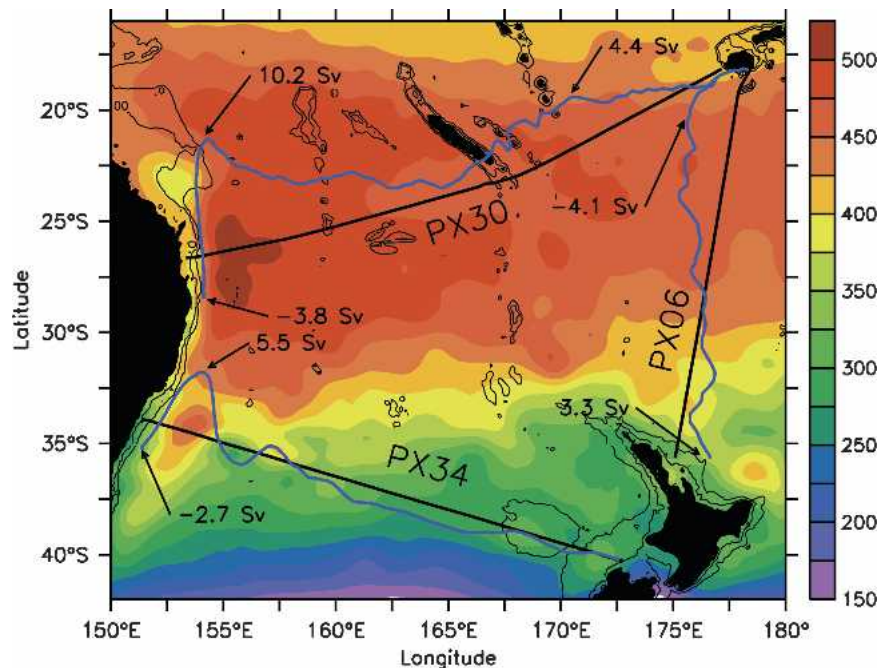 4.4 Sv
10.2 Sv
500
20°S
00
450
−4.1 Sv
25°S
PX30
400
350
−3.8 Sv
30°S
PX06
5.5 Sv
300
3.3 Sv
35°S
250
PX34
−2.7 Sv
200
40°S
150
150°E 155°E 160°E 165°E 170°E 175°E 180°
Longitude
Latitude